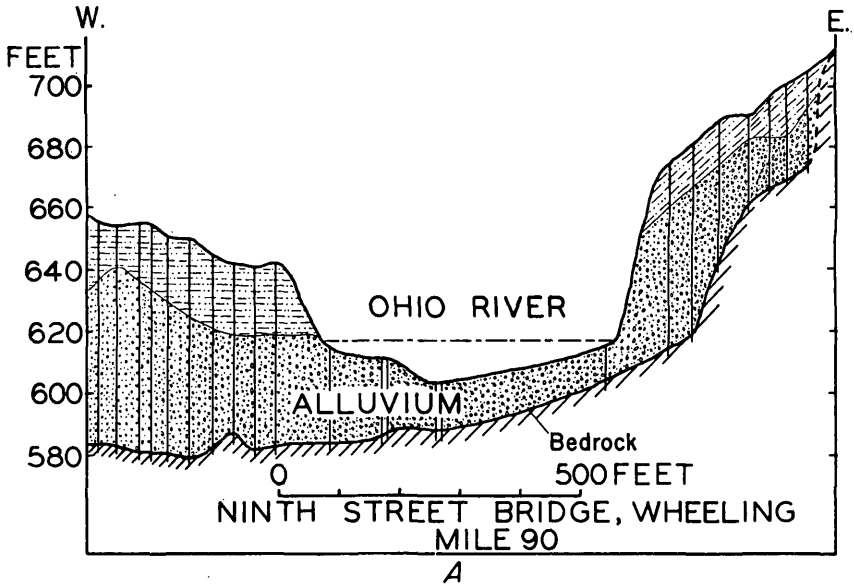 W. E.
FEET
700
680
660
640
620
600
580
OHIO RIVER
ALLUVIUM
Bedrock
0 500 FEET
NINTH STREET BRIDGE, WHEELING
MILE 90
A